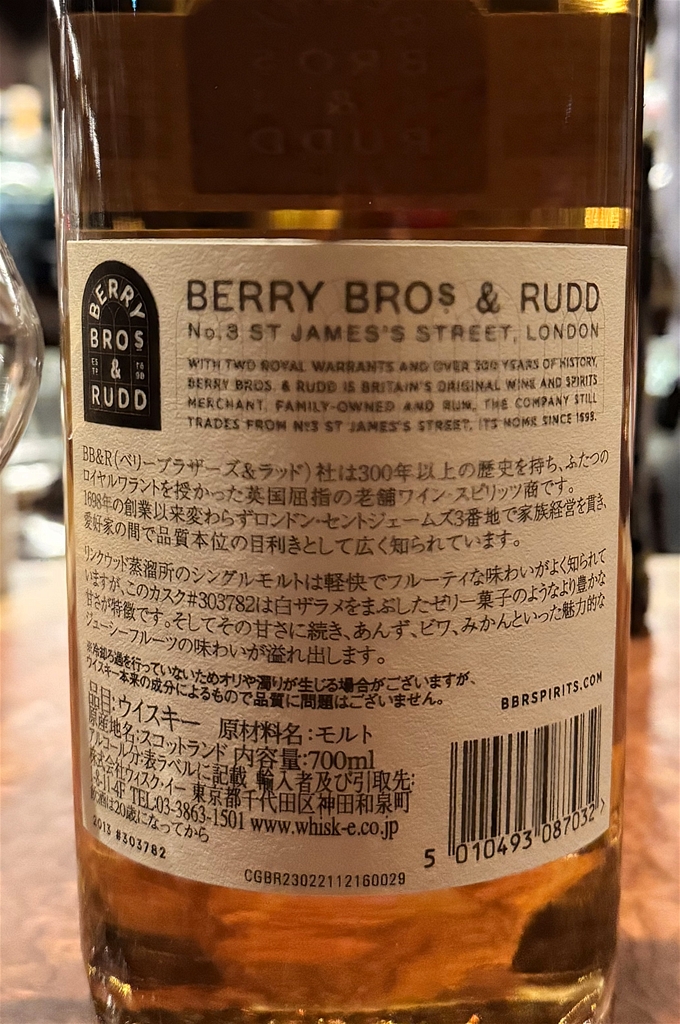 BERRY
BROS
&
RUDD
BERRY BROS & RUDD
No.3 ST JAMES'S STREET, LONDON
WITH TWO ROYAL WARRANTS AND OVER 300 YEARS OF HISTORY,
BERRY BROS. & RUDD IS BRITAIN'S ORIGINAL WINE AND SPIRITS
MERCHANT. FAMILY-OWNED AND RUN, THE COMPANY STILL
TRADES FROM No3 ST JAMES'S STREET, ITS HOME SINCE 1698.
BB&R(ベリーブラザーズ&ラッド)社は300年以上の歴史を持ち、ふたつの
ロイヤルワラントを授かった英国屈指の老舗ワイン・スピリッツ商です。
1698年の創業以来変わらずロンドン・セントジェームズ3番地で家族経営を貫き、
愛好家の間で品質本位の目利きとして広く知られています。
リンクウッド蒸溜所のシングルモルトは軽快でフルーティな味わいがよく知られて
いますが、このカスク#303782は白ザラメをまぶしたゼリー菓子のようなより豊かな
甘さが特徴です。そしてその甘さに続き、あんず、ビワ、みかんといった魅力的な
ジューシーフルーツの味わいが溢れ出します。
※冷却ろ過を行っていないためオリや濁りが生じる場合がございますが、
ウイスキー本来の成分によるもので品質に問題はございません。
BBRSPIRITS.COM
品目:ウイスキー 原材料名:モルト
原産地名:スコットランド 内容量:700ml
アルコール分:表ラベルに記載 輸入者及び引取先:
株式会社ウィスク・イー 東京都千代田区神田和泉町
-8-11-4F TEL:03-3863-1501 www.whisk-e.co.jp
飲酒は20歳になってから
2013 #303782
5 010493 087032 >
CGBR23022112160029